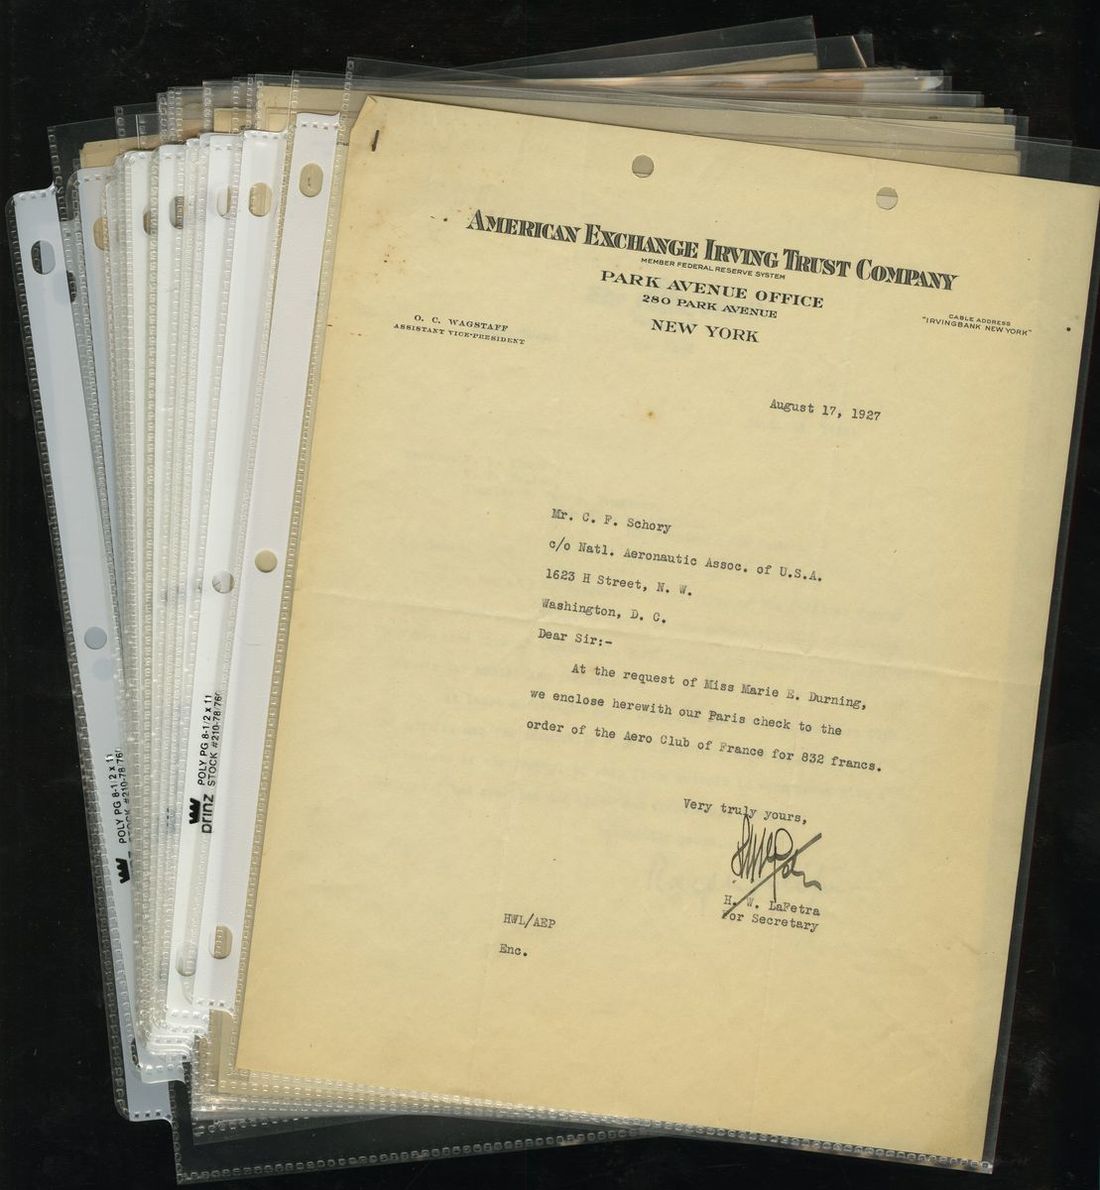 AMERICAN EXCHANGE IRVING TRUST COMPANY
MEMBER FEDERAL RESERVE SYSTEM
PARK AVENUE OFFICE
280 PARK AVENUE
NEW YORK
O. C. WAGSTAFF
ASSISTANT VICE-PRESIDENT
CABLE ADDRESS
"IRVINGBANK NEW YORK"
August 17, 1927
Mr. C. F. Schory
c/o Natl. Aeronautic Assoc. of U.S.A.
1623 H Street, N. W.
Washington, D. C.
Dear Sir:-
At the request of Miss Marie E. Durning,
we enclose herewith our Paris check to the
order of the Aero Club of France for 832 francs.
Very truly yours,
H. W. LaFetra
For Secretary
HWL/AEP
Enc.
prinz POLY PG 8-1/2 x 11
STOCK #210-78-76
POLY PG 8-1/2 x 11
STOCK #210-78-76